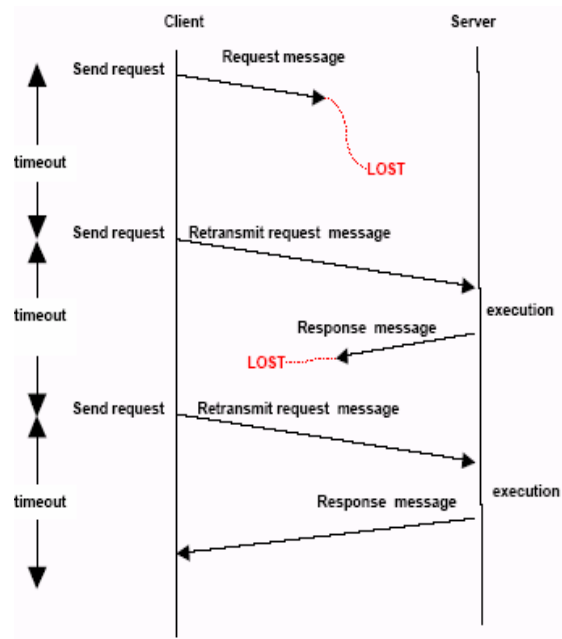 Client
Server
Request message
Send request
timeout
LOST
Send request
Retransmit request  message
timeout
execution
Response  message
LOST
Send request
Retransmit request  message
timeout
execution
Response  message